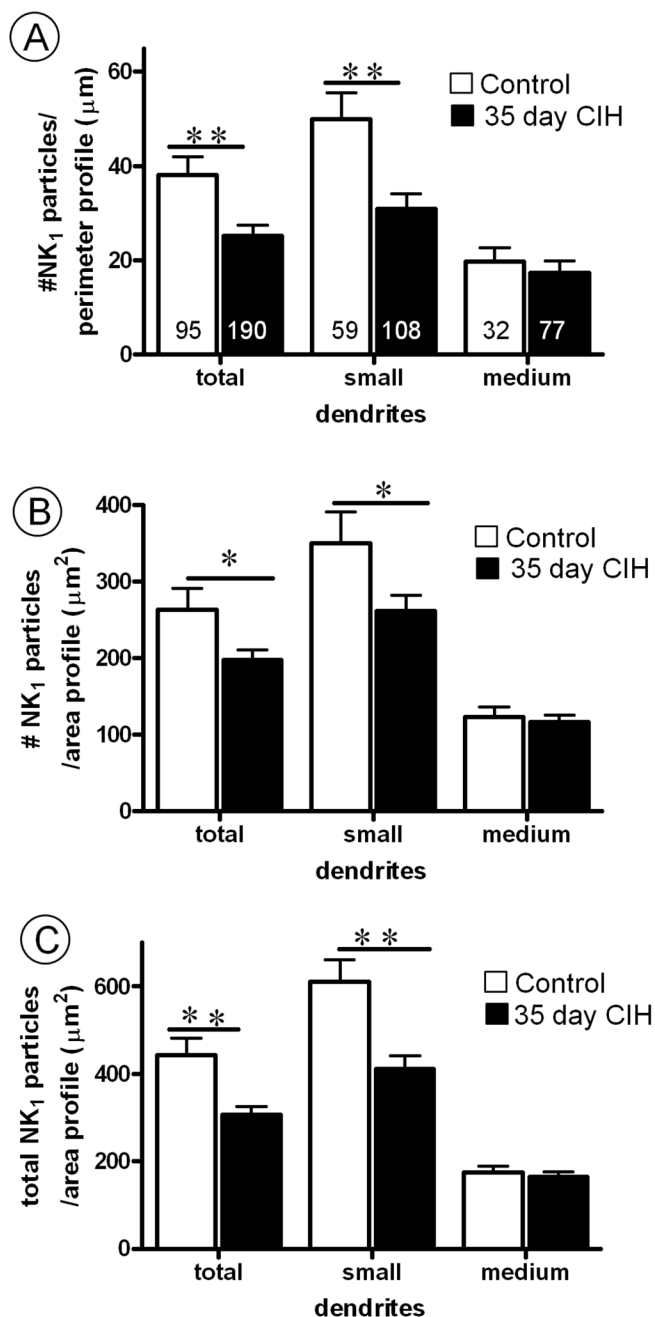 A
#NK1 particles/
perimeter profile (μm)
60
40
20
0
** **
Control
35 day CIH
95 190 59 108 32 77
total small medium
dendrites
B
# NK1 particles
/area profile (μm2)
400
300
200
100
0
* *
Control
35 day CIH
total small medium
dendrites
C
total NK1 particles
/area profile (μm2)
600
400
200
0
** **
Control
35 day CIH
total small medium
dendrites